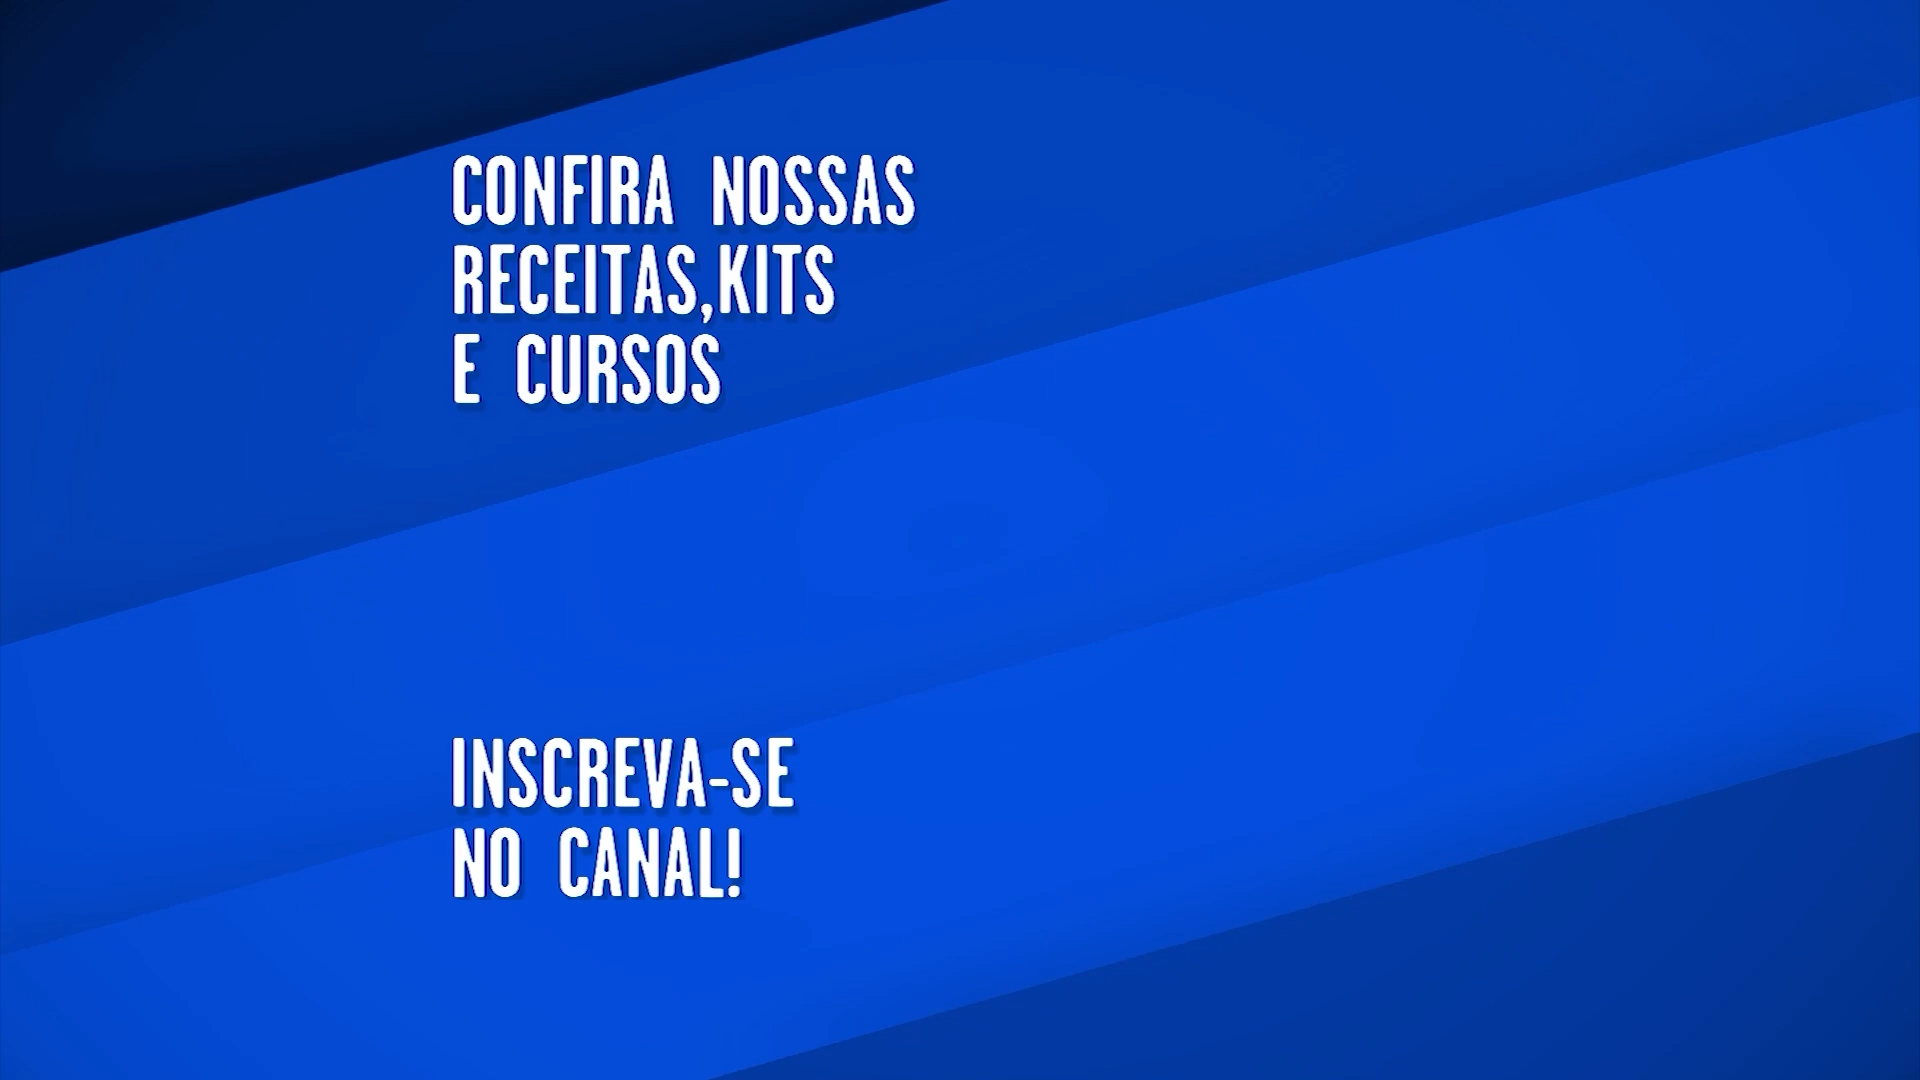 CONFIRA NOSSAS
RECEITAS,KITS
E CURSOS
INSCREVA-SE
NO CANAL!